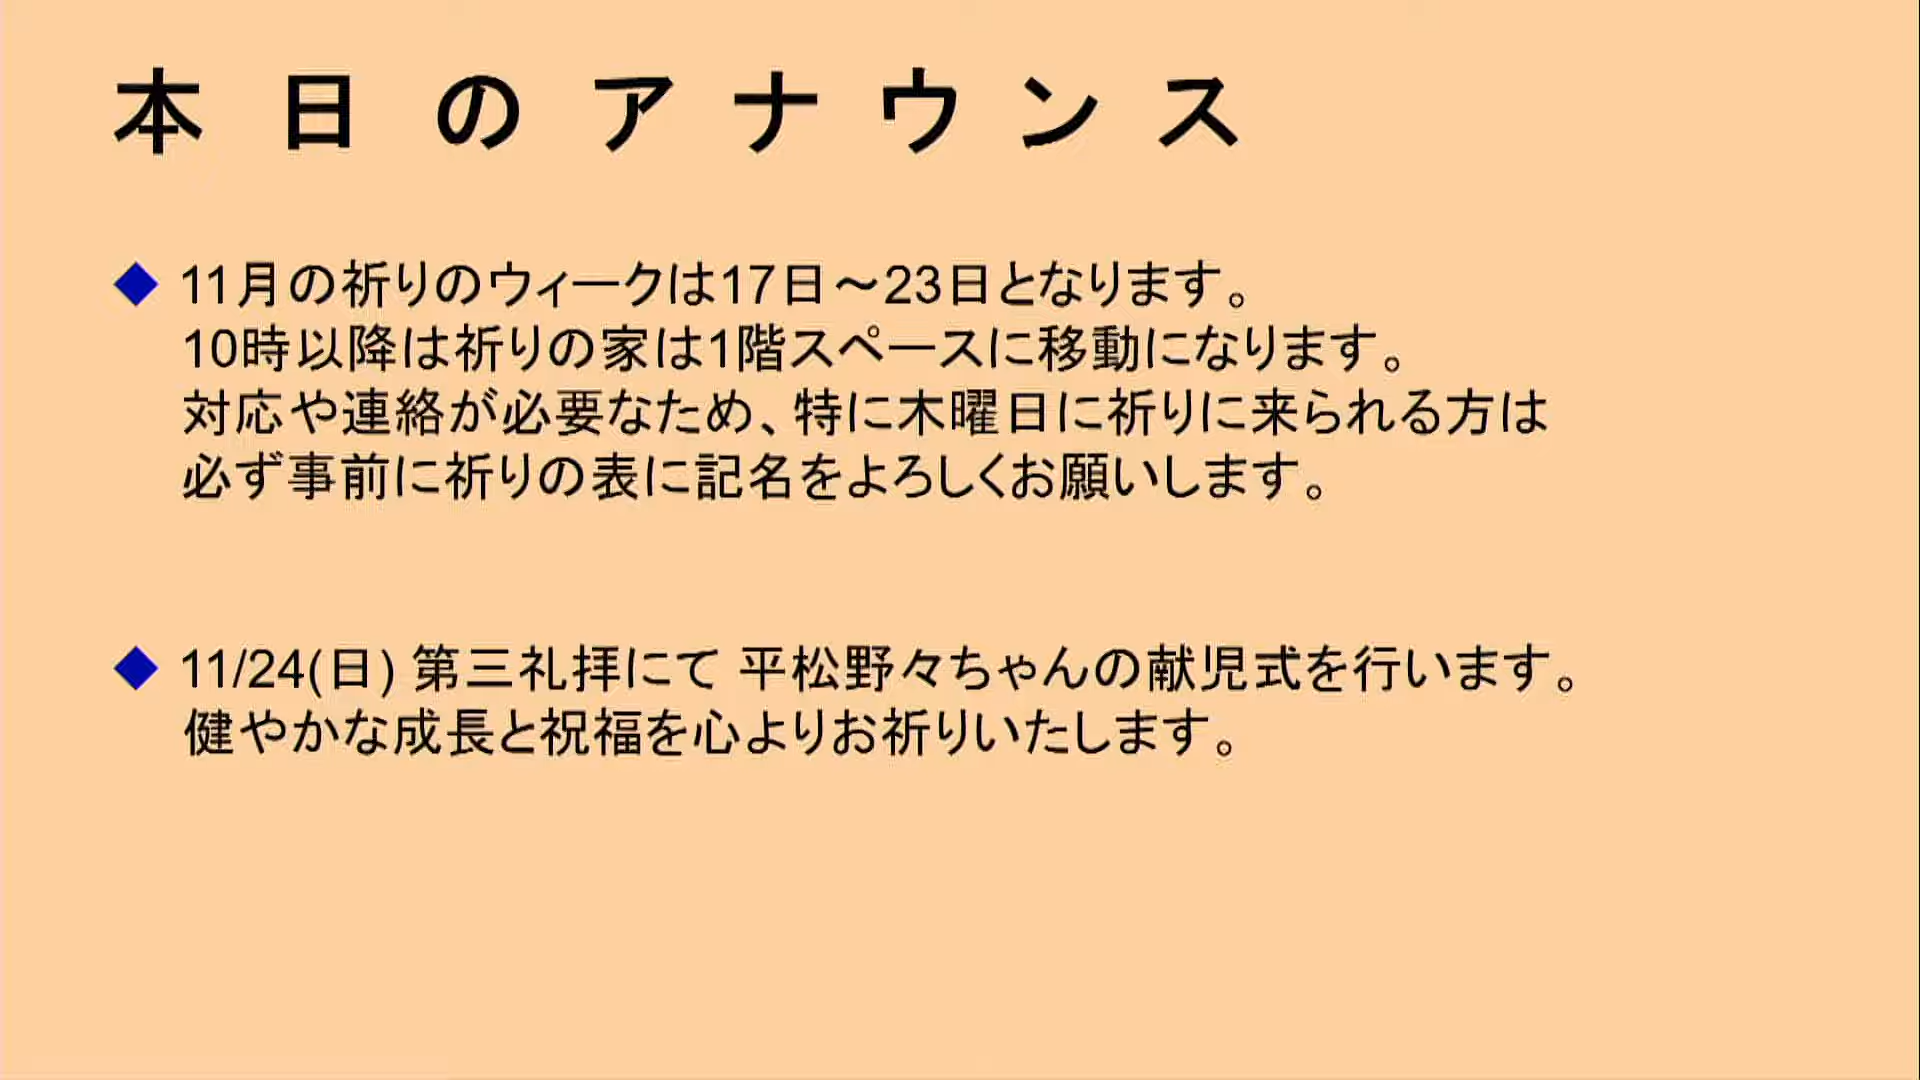 本日のアナウンス
◆ 11月の祈りのウィークは17日～23日となります。
10時以降は祈りの家は1階スペースに移動になります。
対応や連絡が必要なため、特に木曜日に祈りに来られる方は
必ず事前に祈りの表に記名をよろしくお願いします。
◆ 11/24(日) 第三礼拝にて 平松野々ちゃんの献児式を行います。
健やかな成長と祝福を心よりお祈りいたします。